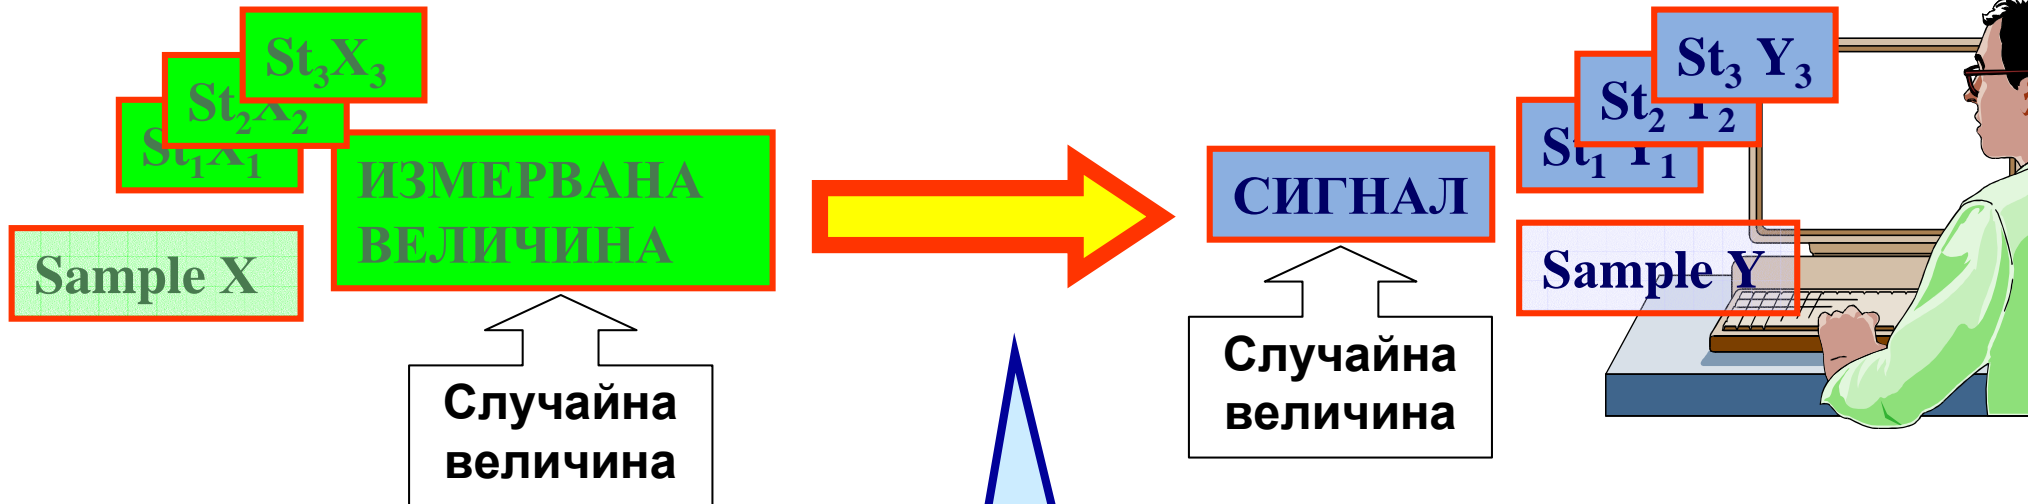 St₃X₃
St₂X₂
St₁X₁
ИЗМЕРВАНА
ВЕЛИЧИНА
Sample X
Случайна
величина
СИГНАЛ
Случайна
величина
St₃ Y₃
St₂ Y₂
St₁ Y₁
Sample Y